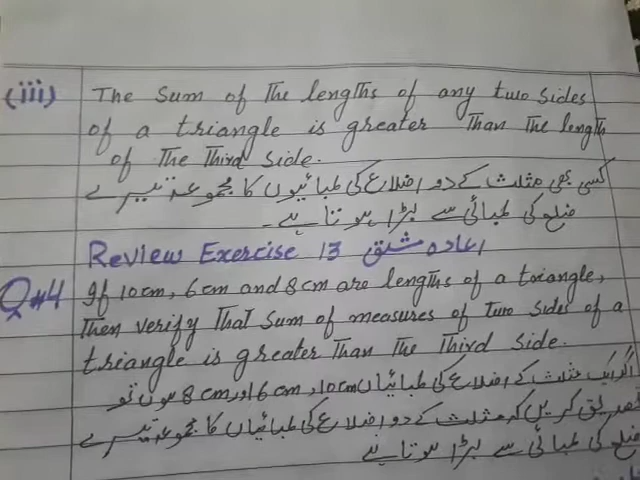 (iii) The Sum of The lengths of any two sides
of a triangle is greater Than The length
of The Third side.
کسی بھی مثلث کے دو اضلاع کی لمبائیوں کا مجموعہ تیسرے
ضلع کی لمبائی سے بڑا ہوتا ہے۔
Review Exercise 13 اعادہ مشق
Q#4 If 10cm, 6cm and 8cm are lengths of a triangle,
Then verify That Sum of measures of Two sides of a
triangle is greater Than The Third side.
اگر ایک مثلث کے اضلاع کی لمبائیاں 10cm، 6cm اور 8cm ہوں تو
تصدیق کریں کہ مثلث کے دو اضلاع کی لمبائیاں کا مجموعہ تیسرے
ضلع کی لمبائی سے بڑا ہوتا ہے